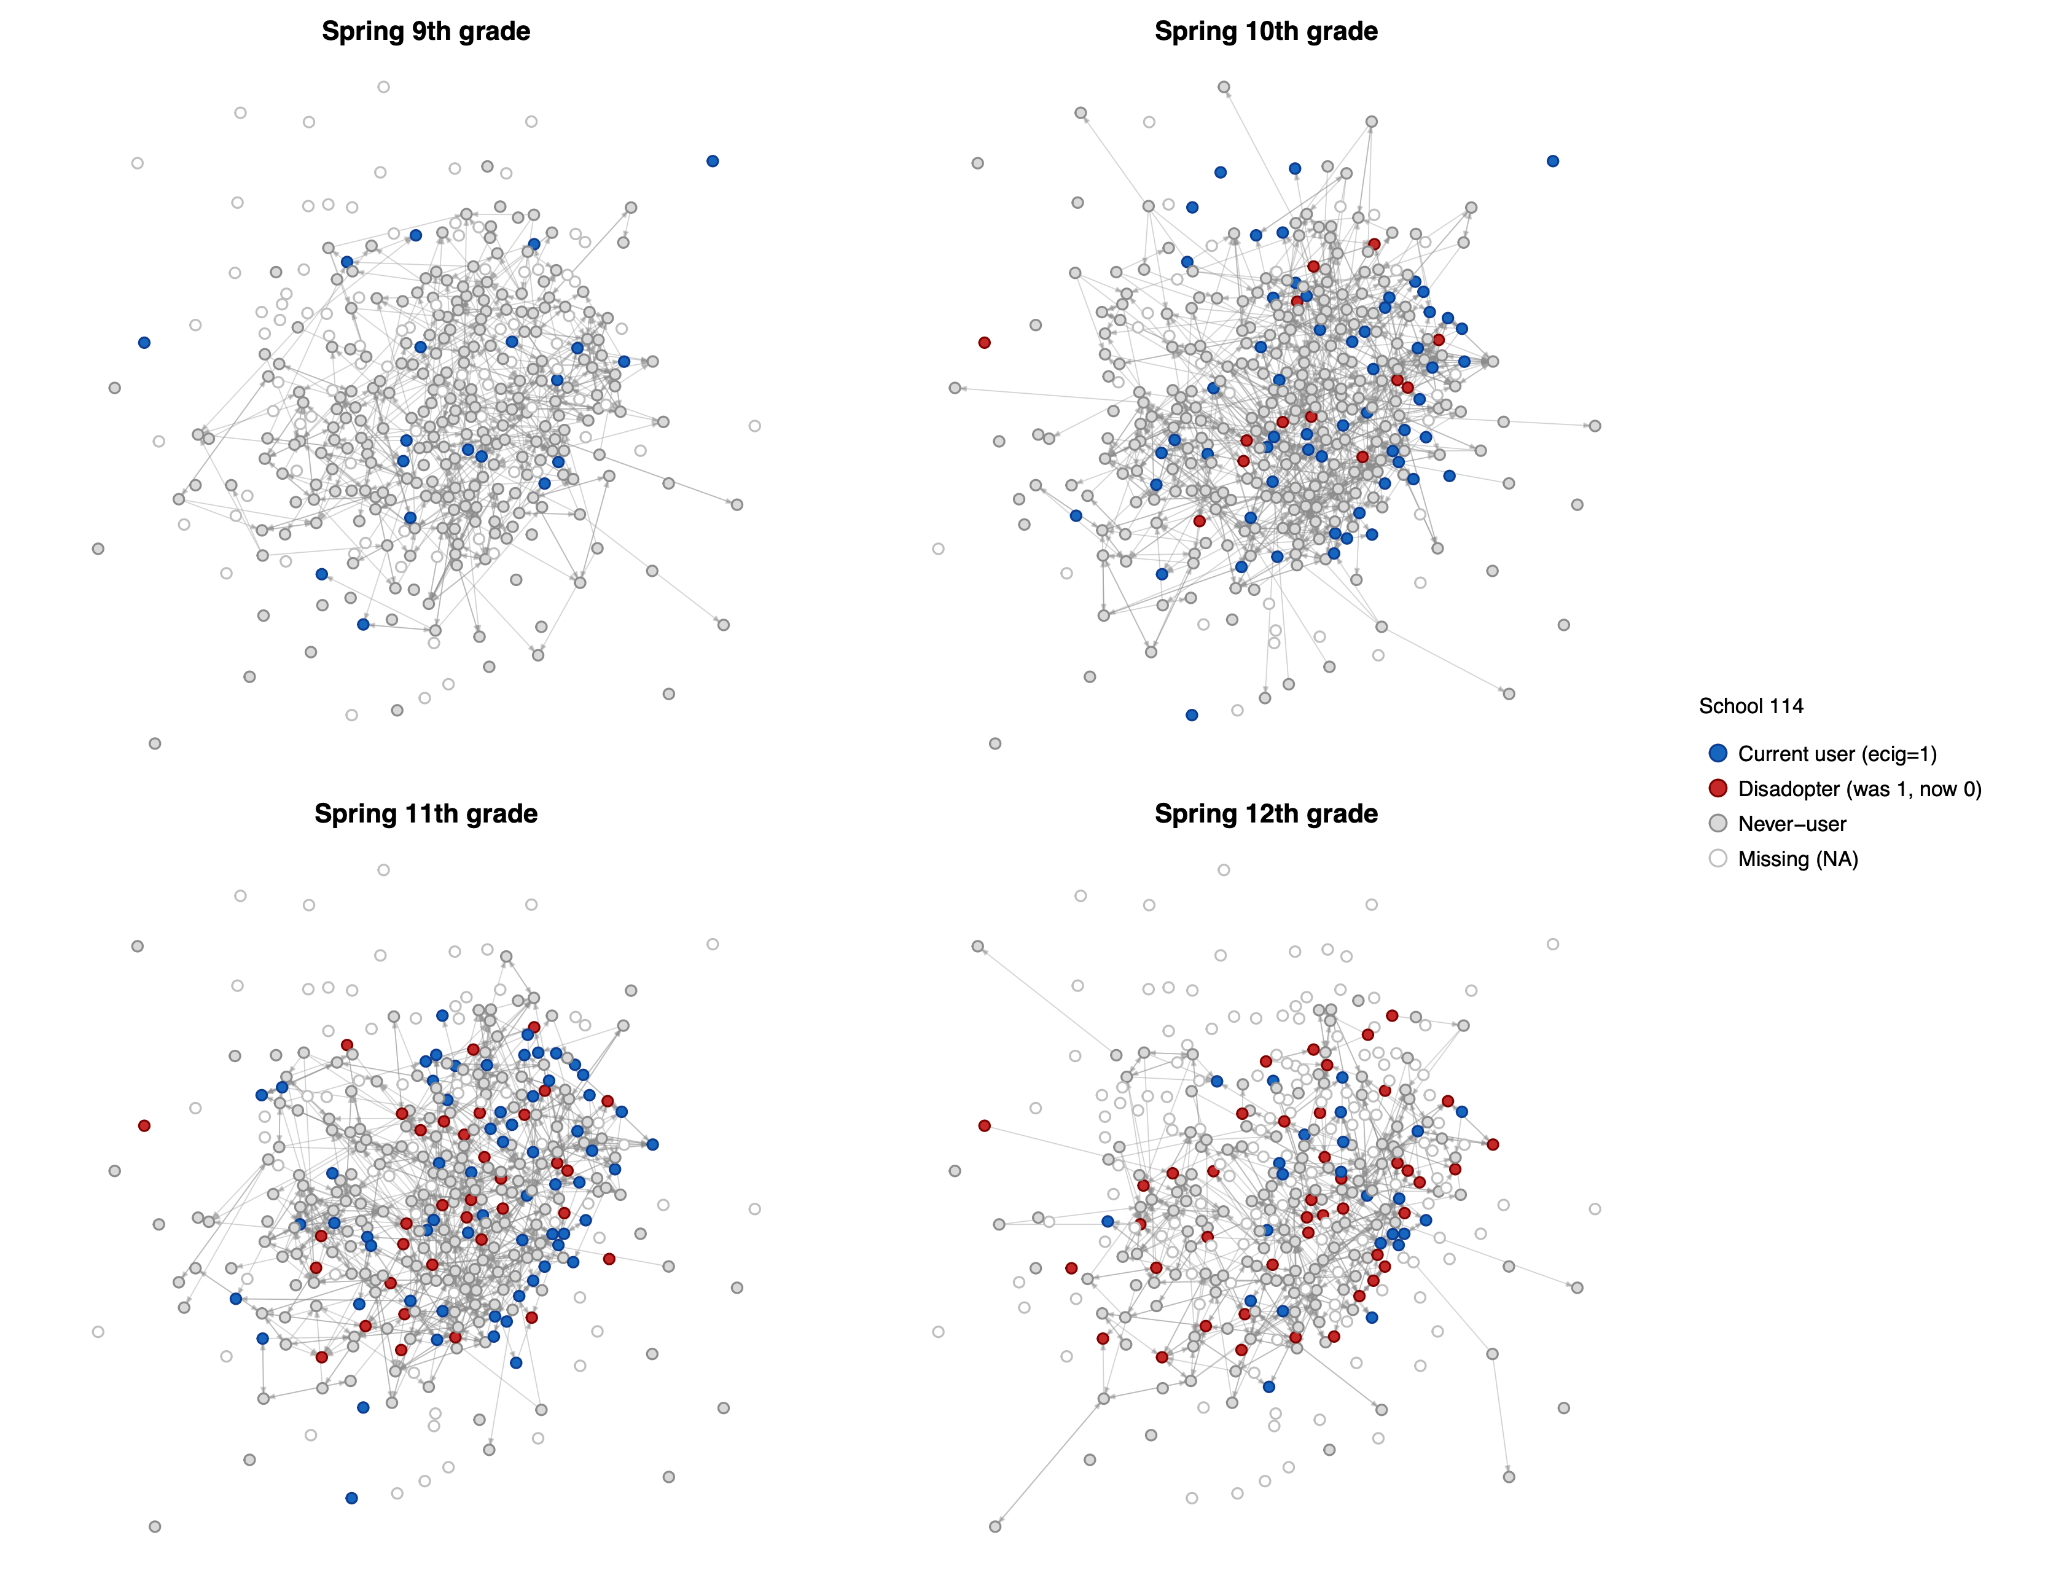 Spring 9th grade
Spring 10th grade
School 114
Current user (ecig=1)
Disadopter (was 1, now 0)
Never−user
Missing (NA)
Spring 11th grade
Spring 12th grade